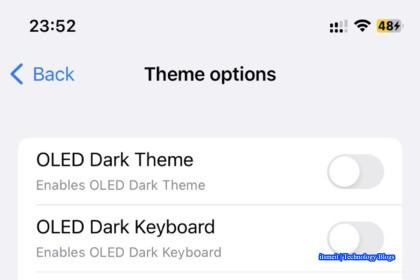 23:52
48
Back
Theme options
OLED Dark Theme
Enables OLED Dark Theme
OLED Dark Keyboard
Enables OLED Dark Keyboard
itsmeit's Technology Blogs